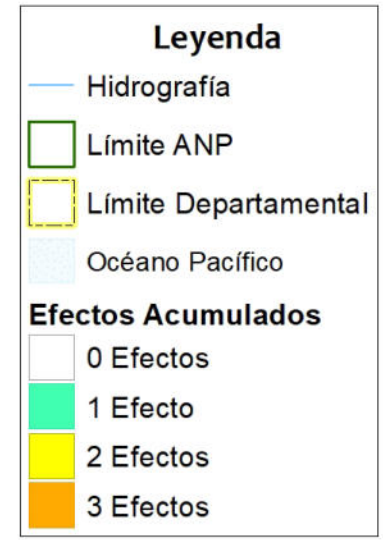 Leyenda
Hidrografía
Límite ANP
Límite Departamental
Océano Pacífico
Efectos Acumulados
0 Efectos
1 Efecto
2 Efectos
3 Efectos